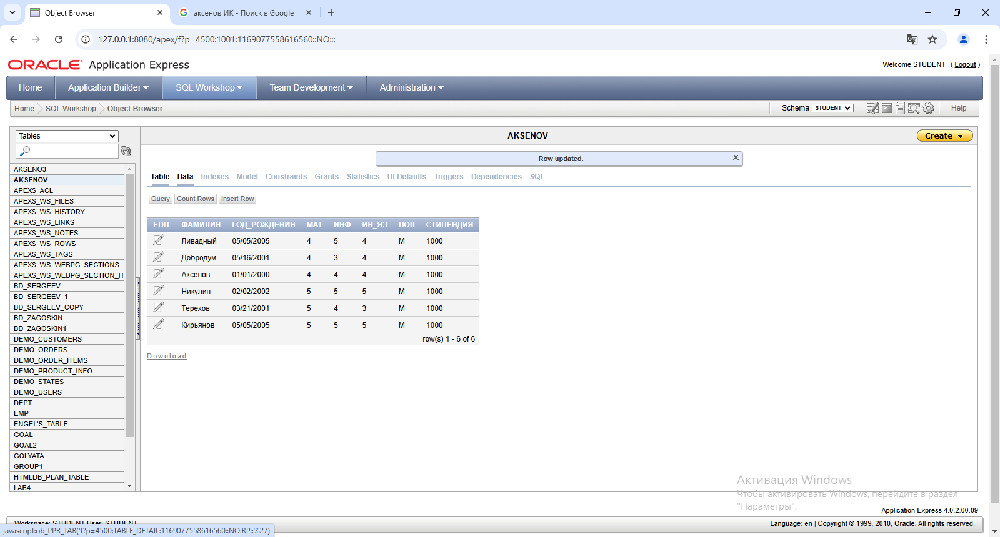 Object Browser
аксенов ИК - Поиск в Google
127.0.0.1:8080/apex/f?p=4500:1001:1169077558616560::NO:::
ORACLE Application Express
Welcome STUDENT ( Logout )
Home Application Builder SQL Workshop Team Development Administration
Home SQL Workshop Object Browser
Schema STUDENT Help
Tables
AKSENOV
Create
Row updated.
Table Data Indexes Model Constraints Grants Statistics UI Defaults Triggers Dependencies SQL
Query Count Rows Insert Row
AKSENO3
AKSENOV
APEX$_ACL
APEX$_WS_FILES
APEX$_WS_HISTORY
APEX$_WS_LINKS
APEX$_WS_NOTES
APEX$_WS_ROWS
APEX$_WS_TAGS
APEX$_WS_WEBPG_SECTIONS
APEX$_WS_WEBPG_SECTION_HI
BD_SERGEEV
BD_SERGEEV_1
BD_SERGEEV_COPY
BD_ZAGOSKIN
BD_ZAGOSKIN1
DEMO_CUSTOMERS
DEMO_ORDERS
DEMO_ORDER_ITEMS
DEMO_PRODUCT_INFO
DEMO_STATES
DEMO_USERS
DEPT
EMP
ENGEL'S_TABLE
GOAL
GOAL2
GOLYATA
GROUP1
HTMLDB_PLAN_TABLE
LAB4
EDIT ФАМИЛИЯ ГОД_РОЖДЕНИЯ МАТ ИНФ ИН_ЯЗ ПОЛ СТИПЕНДИЯ
Ливадный 05/05/2005 4 5 4 М 1000
Добродум 05/16/2001 4 3 4 М 1000
Аксенов 01/01/2000 4 4 4 М 1000
Никулин 02/02/2002 5 5 5 М 1000
Терехов 03/21/2001 5 4 3 М 1000
Кирьянов 05/05/2005 5 5 5 М 1000
row(s) 1 - 6 of 6
Download
Активация Windows
Чтобы активировать Windows, перейдите в раздел
"Параметры".
Application Express 4.0.2.00.09
Workspace: STUDENT User: STUDENT
Language: en | Copyright © 1999, 2010, Oracle. All rights reserved.
javascript:ob_PPR_TAB('f?p=4500:TABLE_DETAIL:1169077558616560::NO:RP::%27)